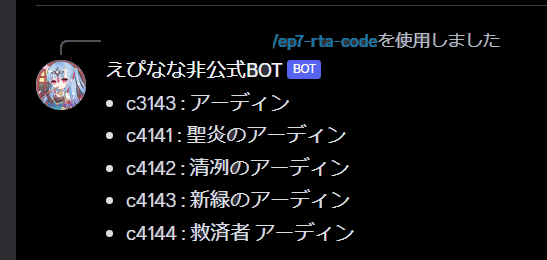 /ep7-rta-codeを使用しました
えぴなな非公式BOT BOT
• c3143 : アーディン
• c4141 : 聖炎のアーディン
• c4142 : 清冽のアーディン
• c4143 : 新緑のアーディン
• c4144 : 救済者 アーディン